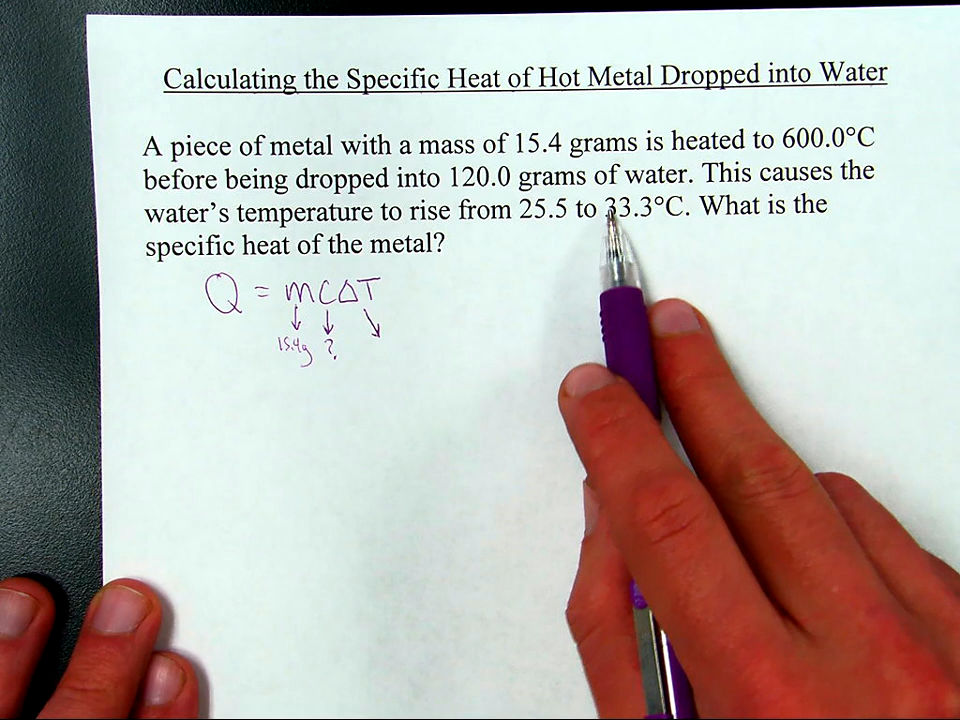 Calculating the Specific Heat of Hot Metal Dropped into Water
A piece of metal with a mass of 15.4 grams is heated to 600.0°C
before being dropped into 120.0 grams of water. This causes the
water's temperature to rise from 25.5 to 33.3°C. What is the
specific heat of the metal?
Q = mCΔT
15.4g ?